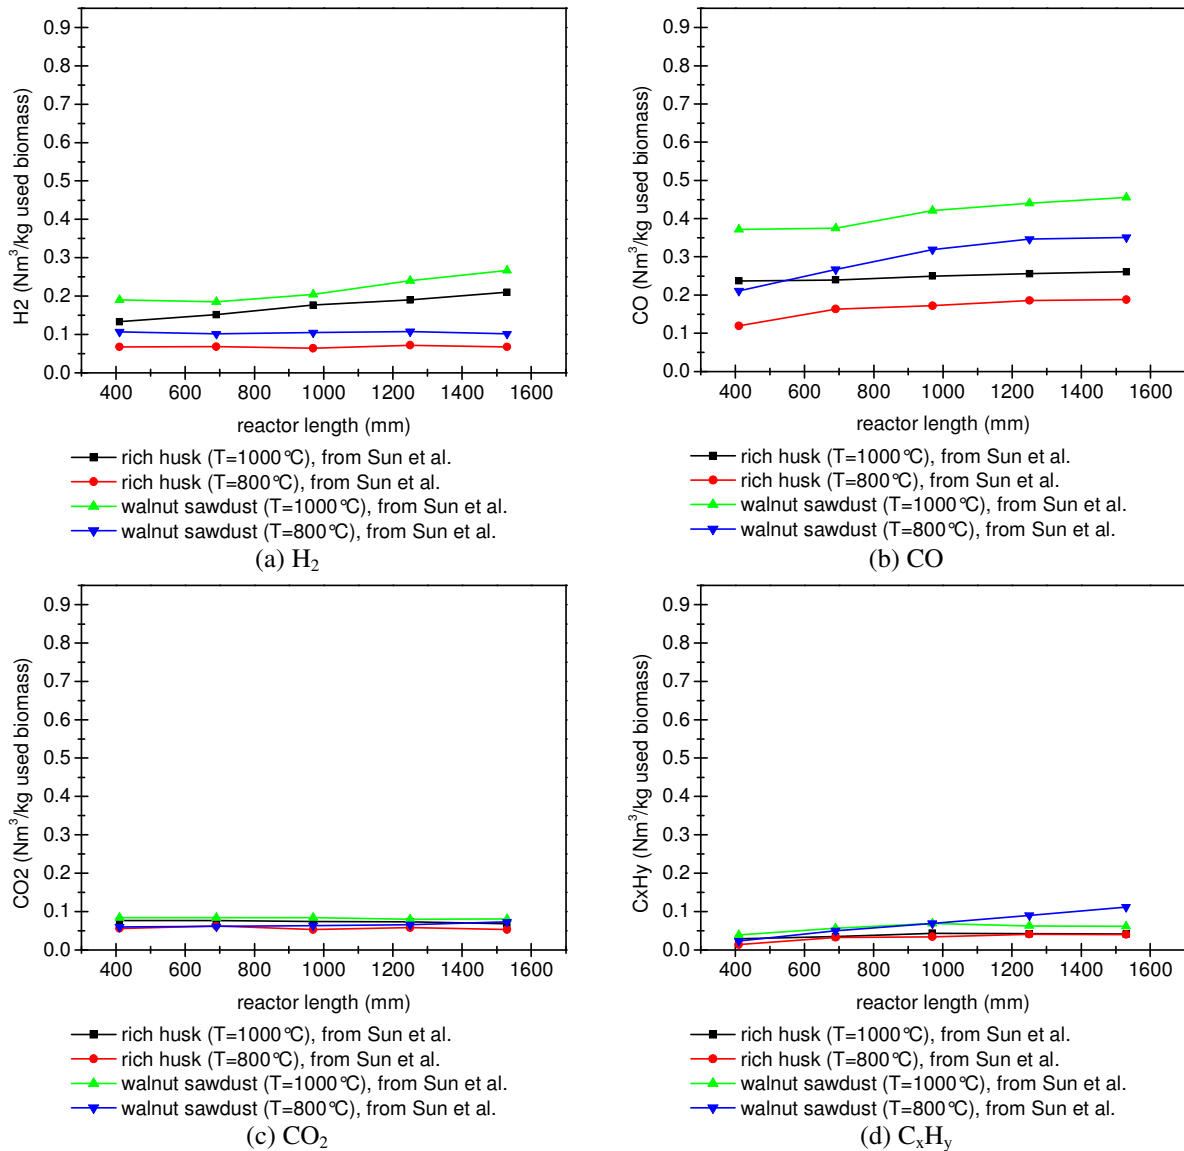 H2 (Nm³/kg used biomass)
0.9
0.8
0.7
0.6
0.5
0.4
0.3
0.2
0.1
0.0
400 600 800 1000 1200 1400 1600
reactor length (mm)
rich husk (T=1000°C), from Sun et al.
rich husk (T=800°C), from Sun et al.
walnut sawdust (T=1000°C), from Sun et al.
walnut sawdust (T=800°C), from Sun et al.
(a) H₂
CO (Nm³/kg used biomass)
0.9
0.8
0.7
0.6
0.5
0.4
0.3
0.2
0.1
0.0
400 600 800 1000 1200 1400 1600
reactor length (mm)
rich husk (T=1000°C), from Sun et al.
rich husk (T=800°C), from Sun et al.
walnut sawdust (T=1000°C), from Sun et al.
walnut sawdust (T=800°C), from Sun et al.
(b) CO
CO2 (Nm³/kg used biomass)
0.9
0.8
0.7
0.6
0.5
0.4
0.3
0.2
0.1
0.0
400 600 800 1000 1200 1400 1600
reactor length (mm)
rich husk (T=1000°C), from Sun et al.
rich husk (T=800°C), from Sun et al.
walnut sawdust (T=1000°C), from Sun et al.
walnut sawdust (T=800°C), from Sun et al.
(c) CO₂
CxHy (Nm³/kg used biomass)
0.9
0.8
0.7
0.6
0.5
0.4
0.3
0.2
0.1
0.0
400 600 800 1000 1200 1400 1600
reactor length (mm)
rich husk (T=1000°C), from Sun et al.
rich husk (T=800°C), from Sun et al.
walnut sawdust (T=1000°C), from Sun et al.
walnut sawdust (T=800°C), from Sun et al.
(d) CₓHᵧ